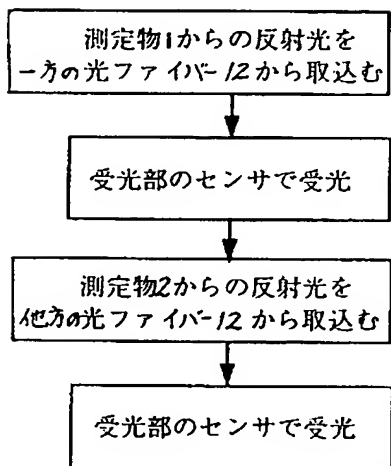 測定物1からの反射光を
一方の光ファイバー12から取込む
受光部のセンサで受光
測定物2からの反射光を
他方の光ファイバー12から取込む
受光部のセンサで受光